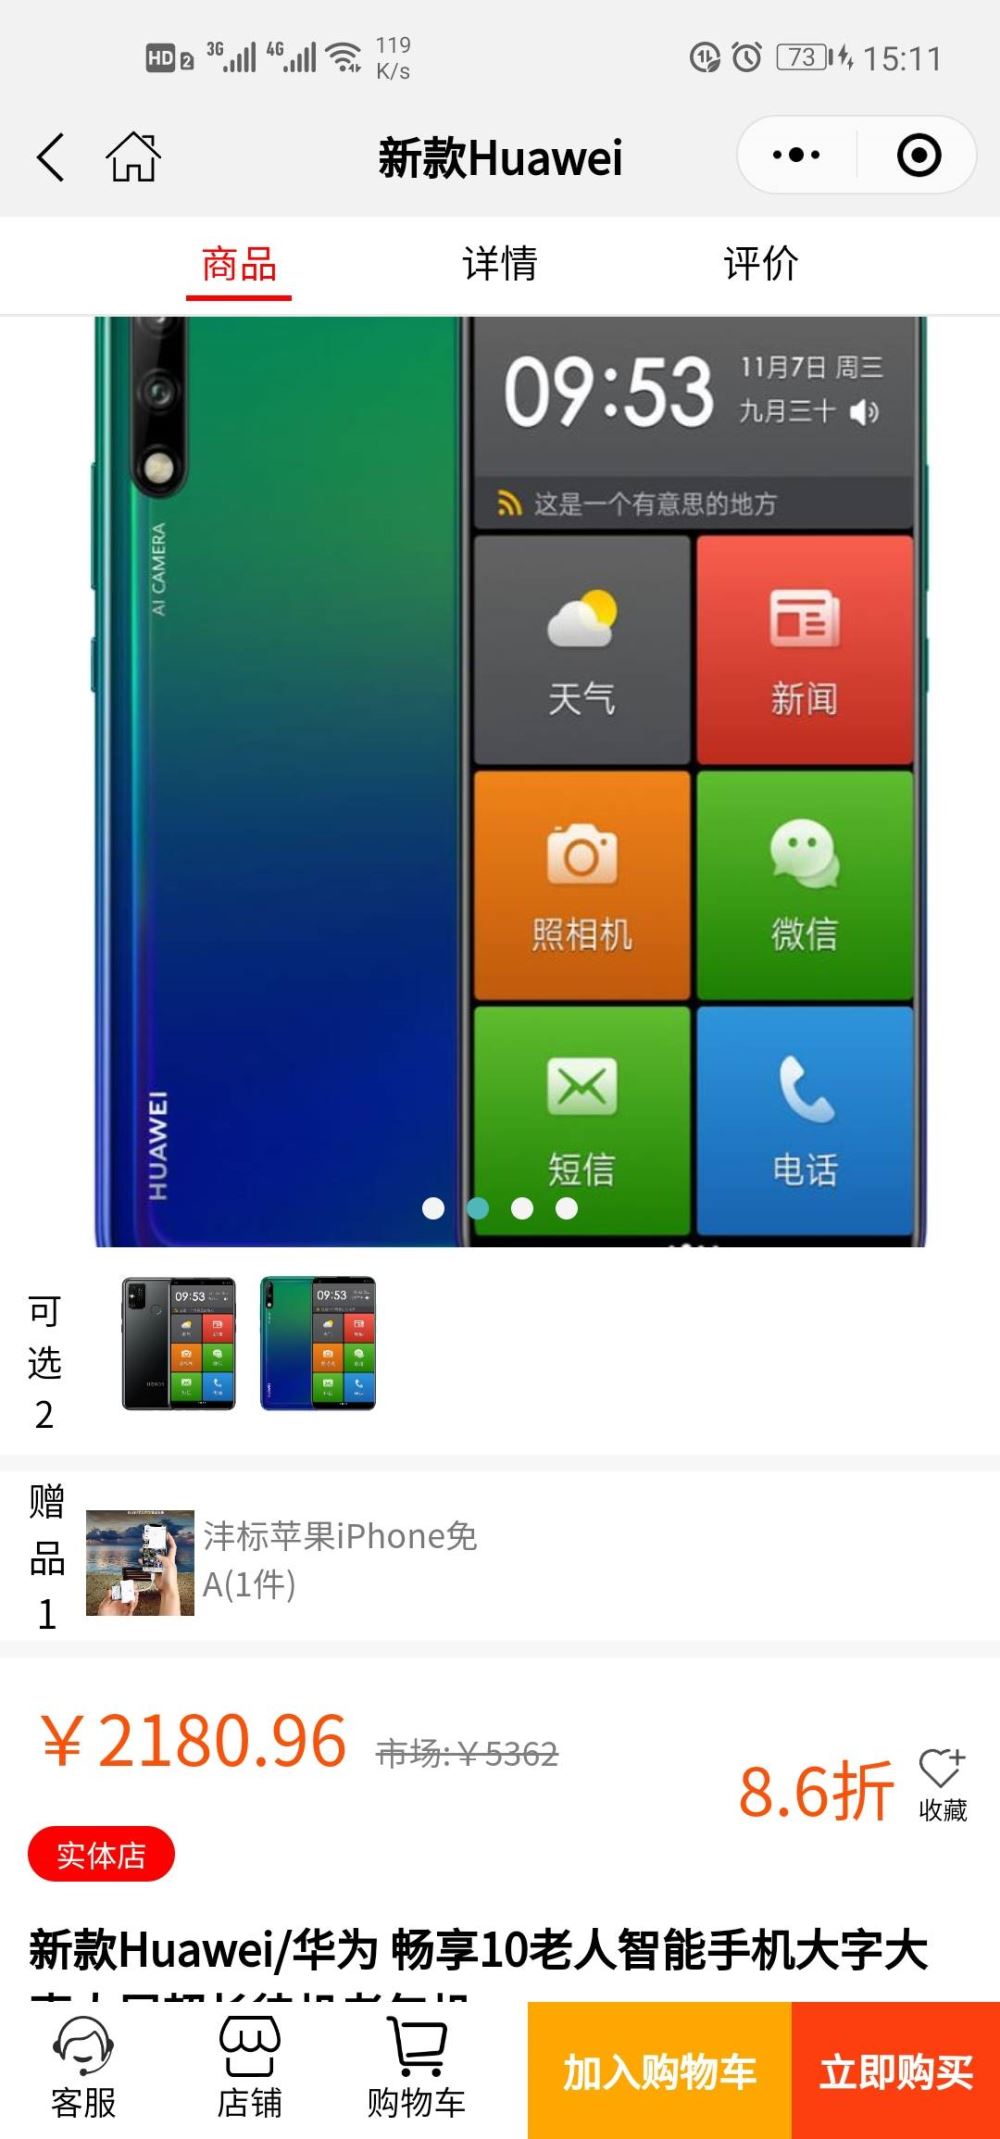 HD 2 3G 4G 119 K/s 73 15:11
新款Huawei
商品 详情 评价
09:53 11月7日 周三
九月三十
这是一个有意思的地方
AI CAMERA
天气 新闻
照相机 微信
HUAWEI
短信 电话
可选2
09:53 09:53
赠品1
沣标苹果iPhone免
A(1件)
￥2180.96 市场:￥5362
8.6折
收藏
实体店
新款Huawei/华为 畅享10老人智能手机大字大
客服 店铺 购物车 加入购物车 立即购买